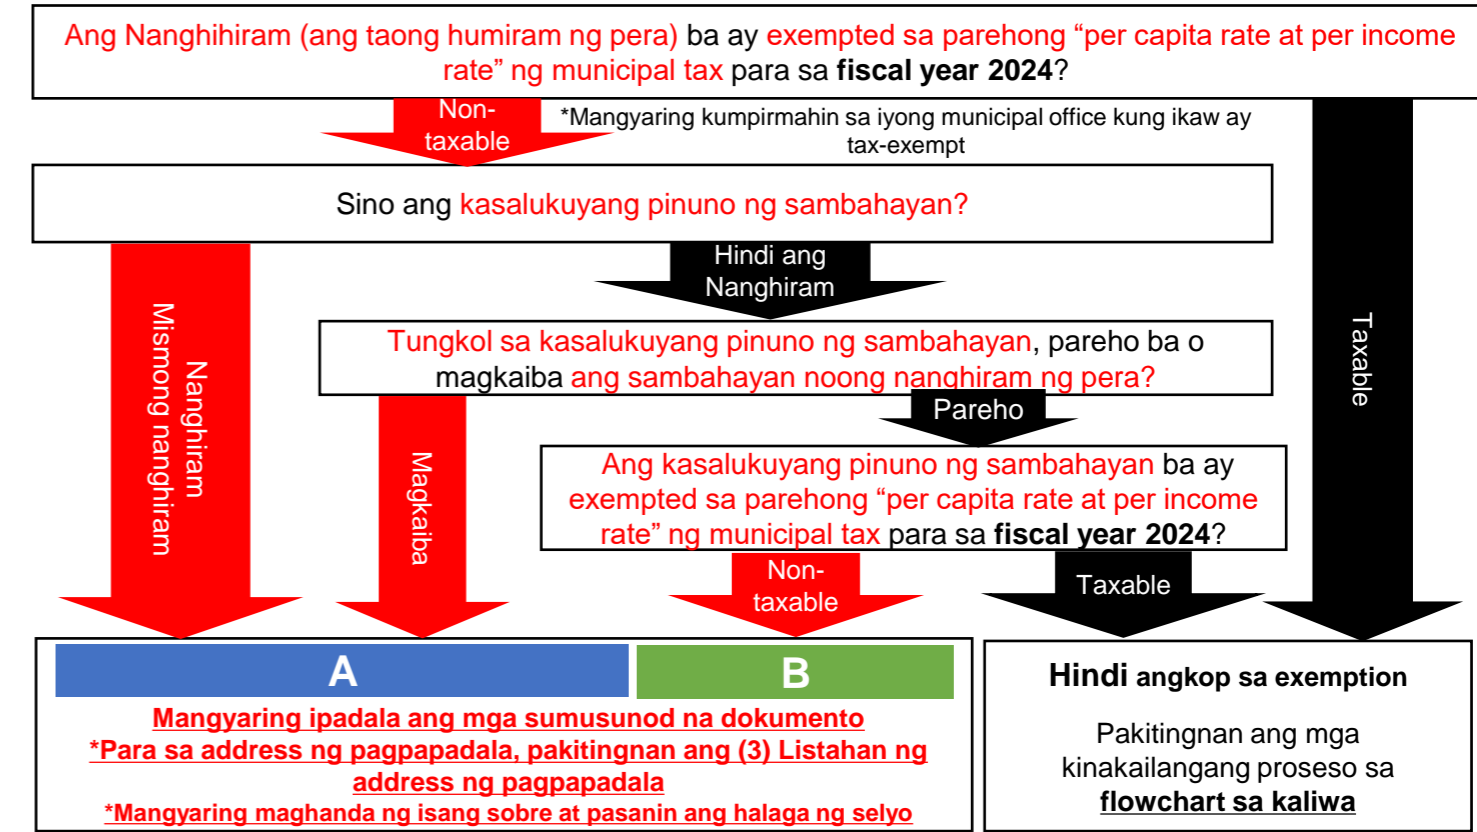 Ang Nanghihiram (ang taong humiram ng pera) ba ay exempted sa parehong “per capita rate at per income
rate” ng municipal tax para sa fiscal year 2024?
Non-
taxable
*Mangyaring kumpirmahin sa iyong municipal office kung ikaw ay
tax-exempt
Sino ang kasalukuyang pinuno ng sambahayan?
Hindi ang
Nanghiram
Nanghiram
Mismong nanghiram
Taxable
Tungkol sa kasalukuyang pinuno ng sambahayan, pareho ba o
magkaiba ang sambahayan noong nanghiram ng pera?
Pareho
Magkaiba
Ang kasalukuyang pinuno ng sambahayan ba ay
exempted sa parehong “per capita rate at per income
rate” ng municipal tax para sa fiscal year 2024?
Non-
taxable
Taxable
A
B
Mangyaring ipadala ang mga sumusunod na dokumento
*Para sa address ng pagpapadala, pakitingnan ang (3) Listahan ng
address ng pagpapadala
*Mangyaring maghanda ng isang sobre at pasanin ang halaga ng selyo
Hindi angkop sa exemption
Pakitingnan ang mga
kinakailangang proseso sa
flowchart sa kaliwa